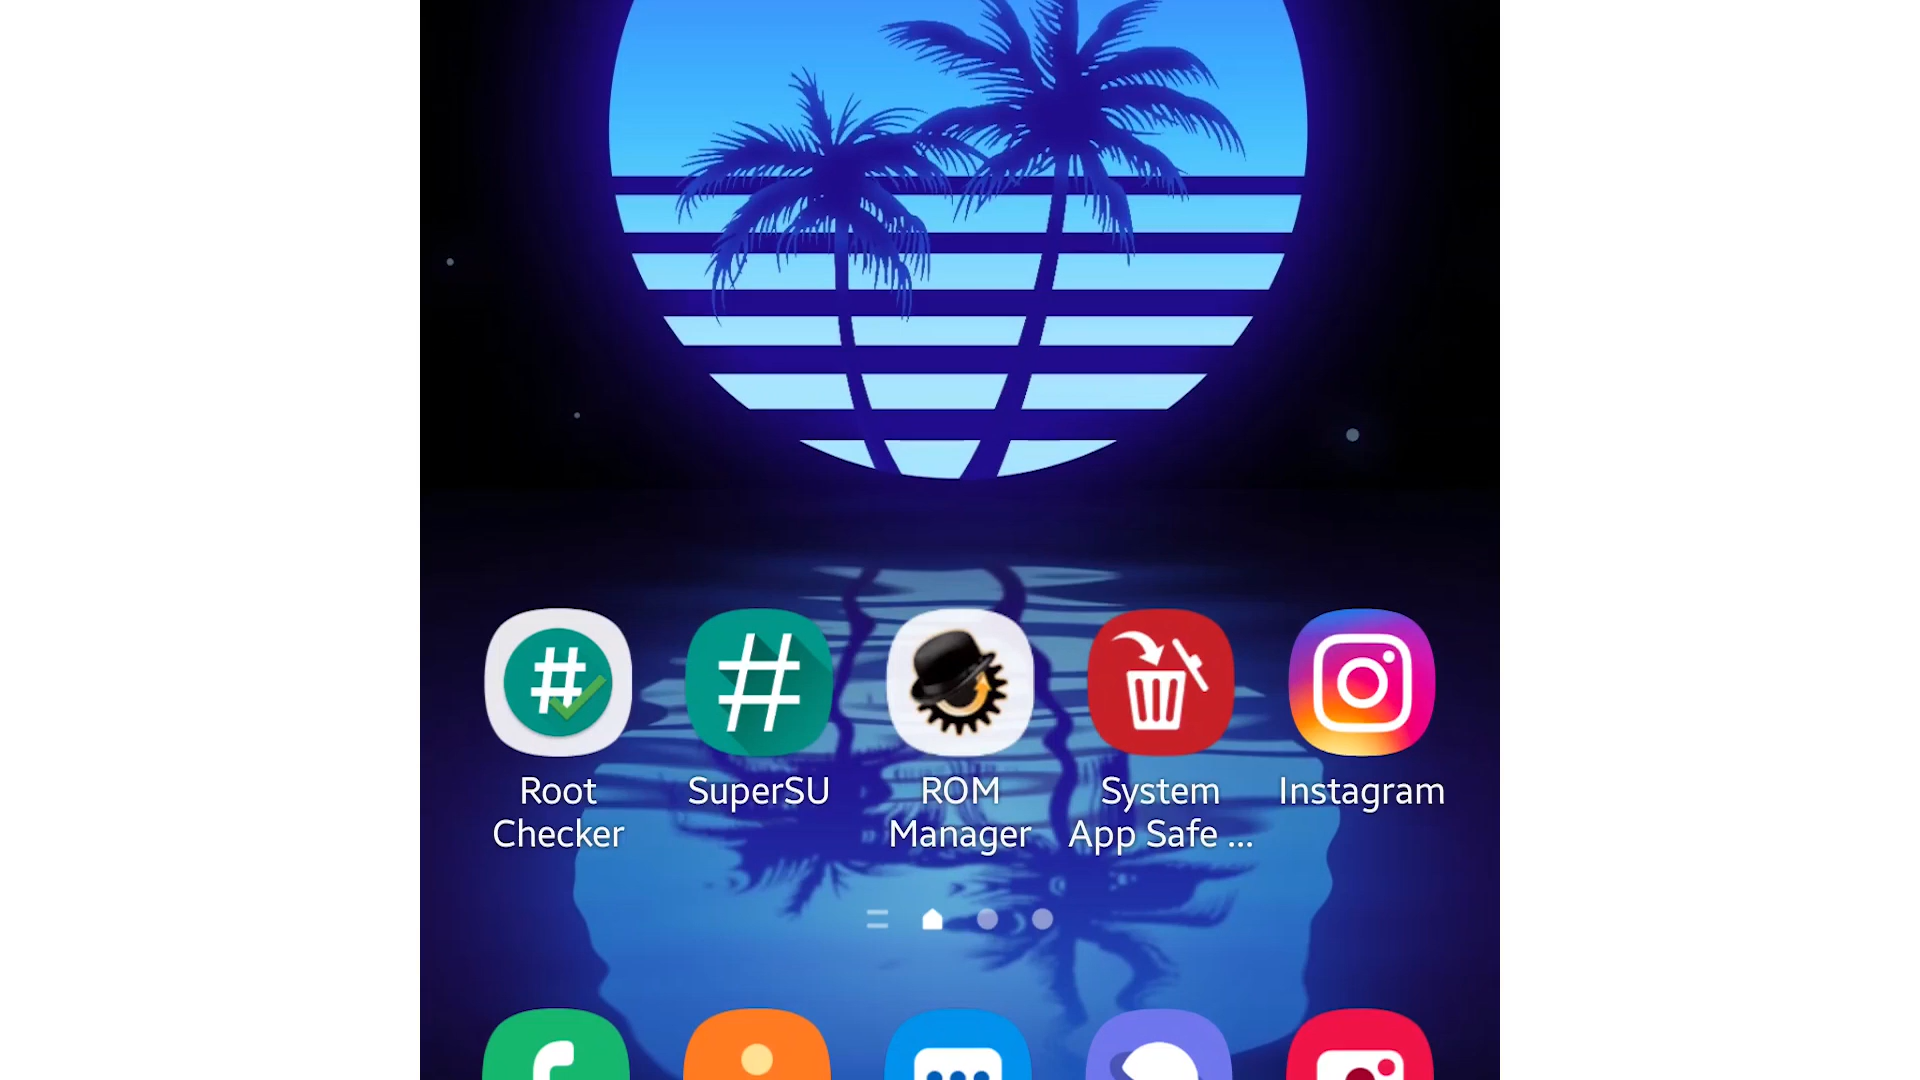 Root
Checker
SuperSU
ROM
Manager
System
App Safe ...
Instagram